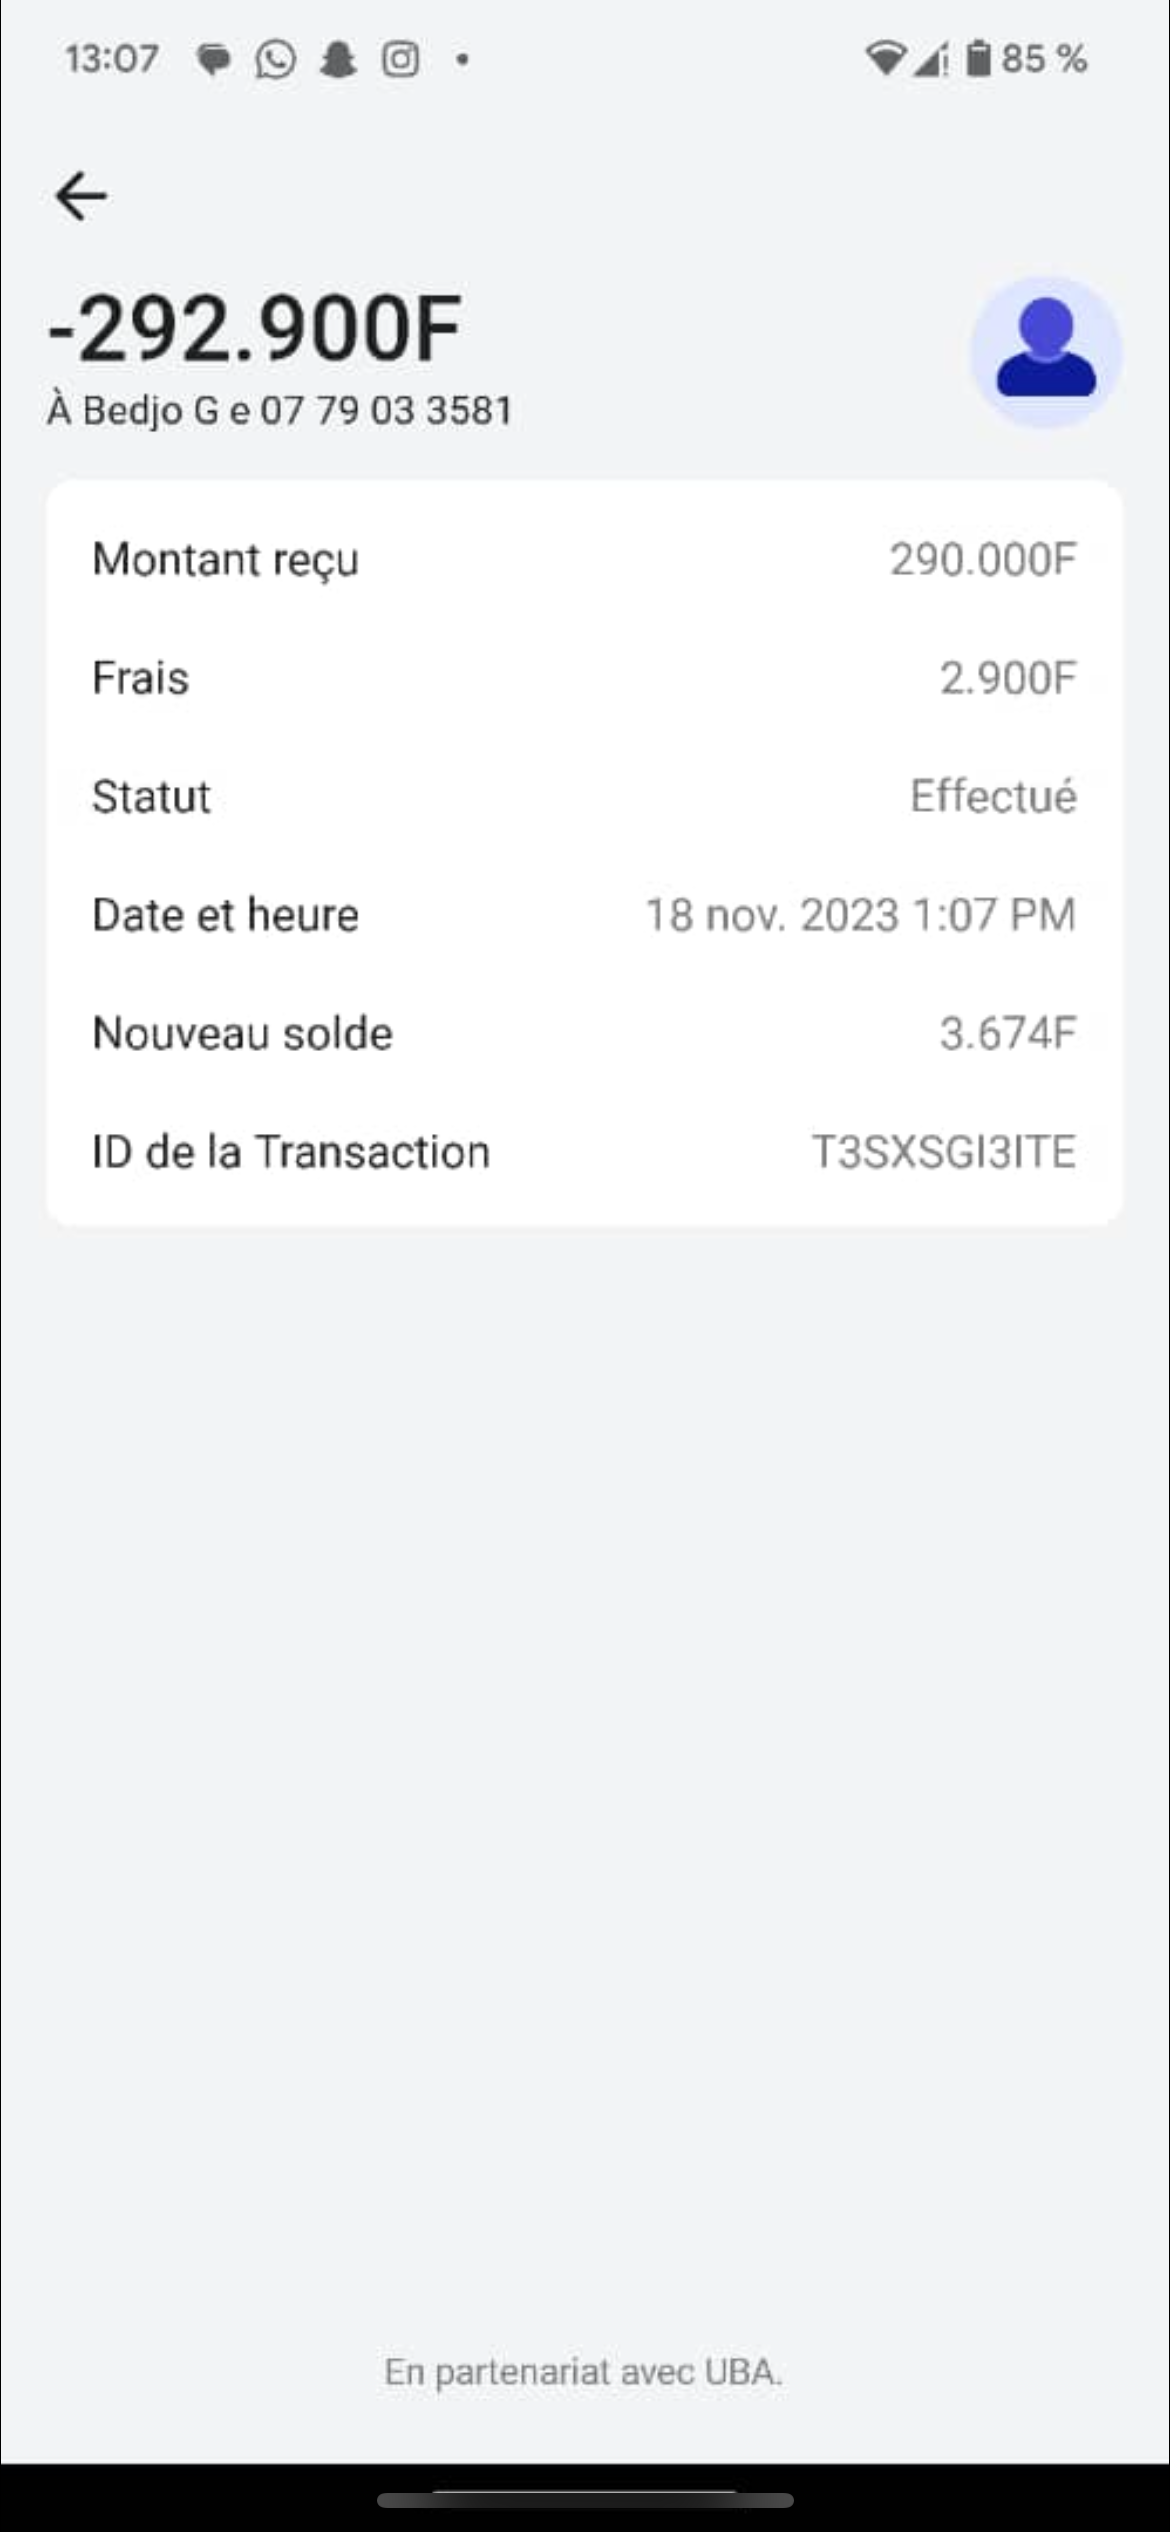 13:07 85 %
-292.900F
À Bedjo G e 07 79 03 3581
Montant reçu 290.000F
Frais 2.900F
Statut Effectué
Date et heure 18 nov. 2023 1:07 PM
Nouveau solde 3.674F
ID de la Transaction T3SXSGI3ITE
En partenariat avec UBA.